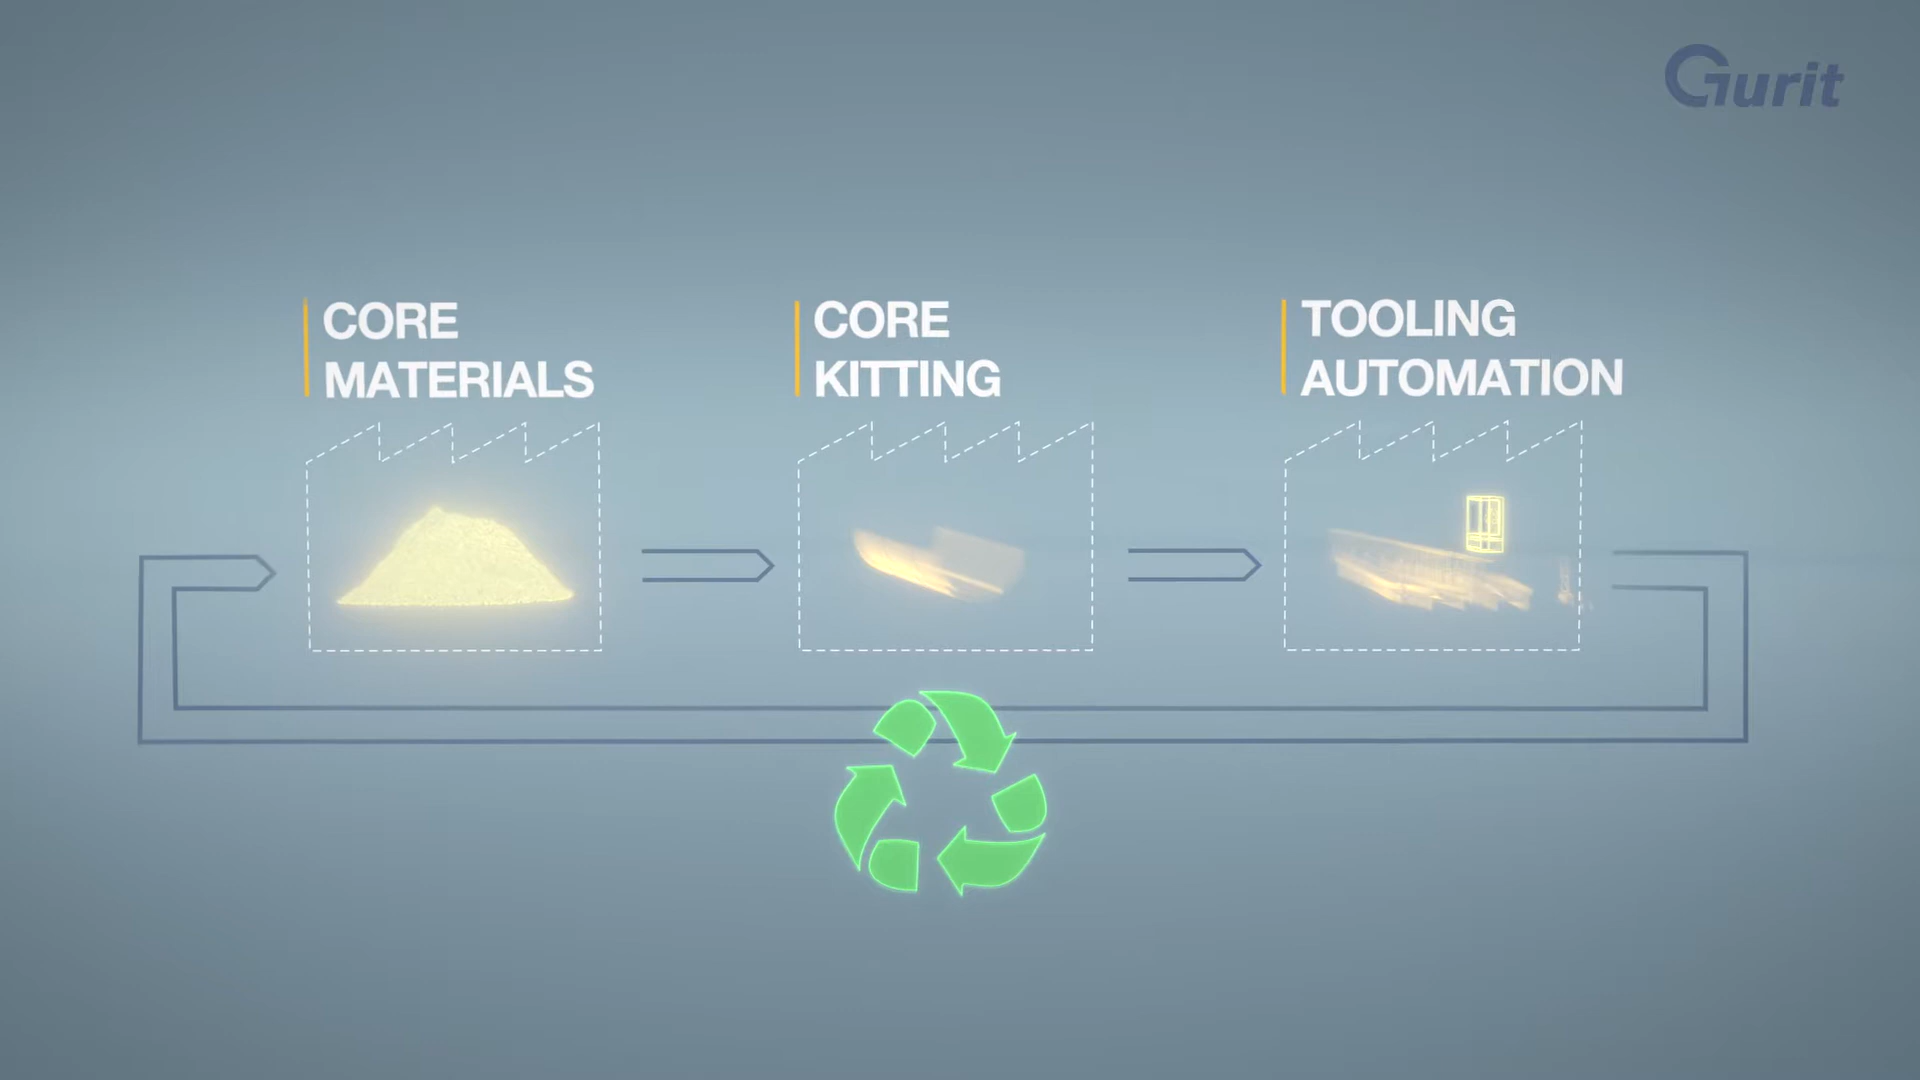 Gurit
CORE
MATERIALS
CORE
KITTING
TOOLING
AUTOMATION